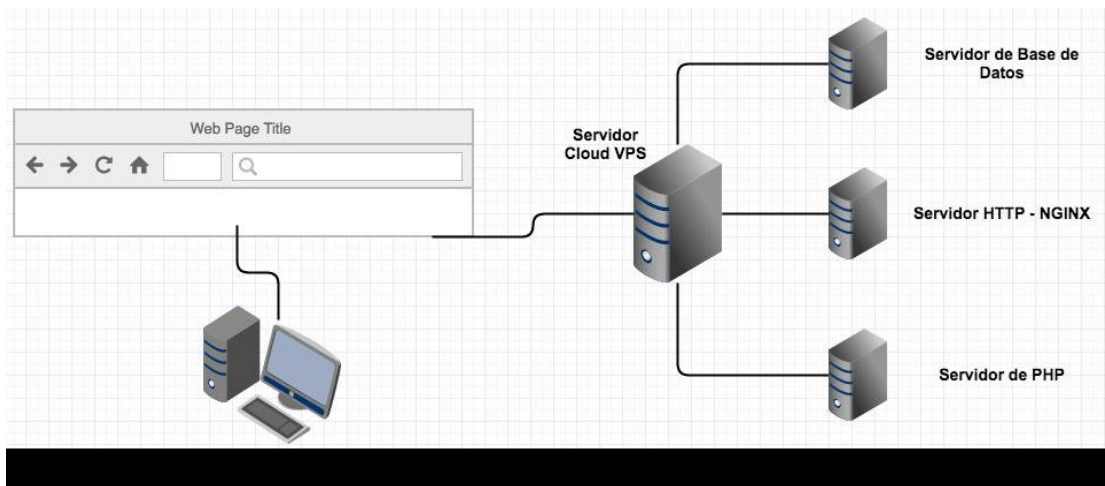 Web Page Title
Servidor
Cloud VPS
Servidor de Base de
Datos
Servidor HTTP - NGINX
Servidor de PHP